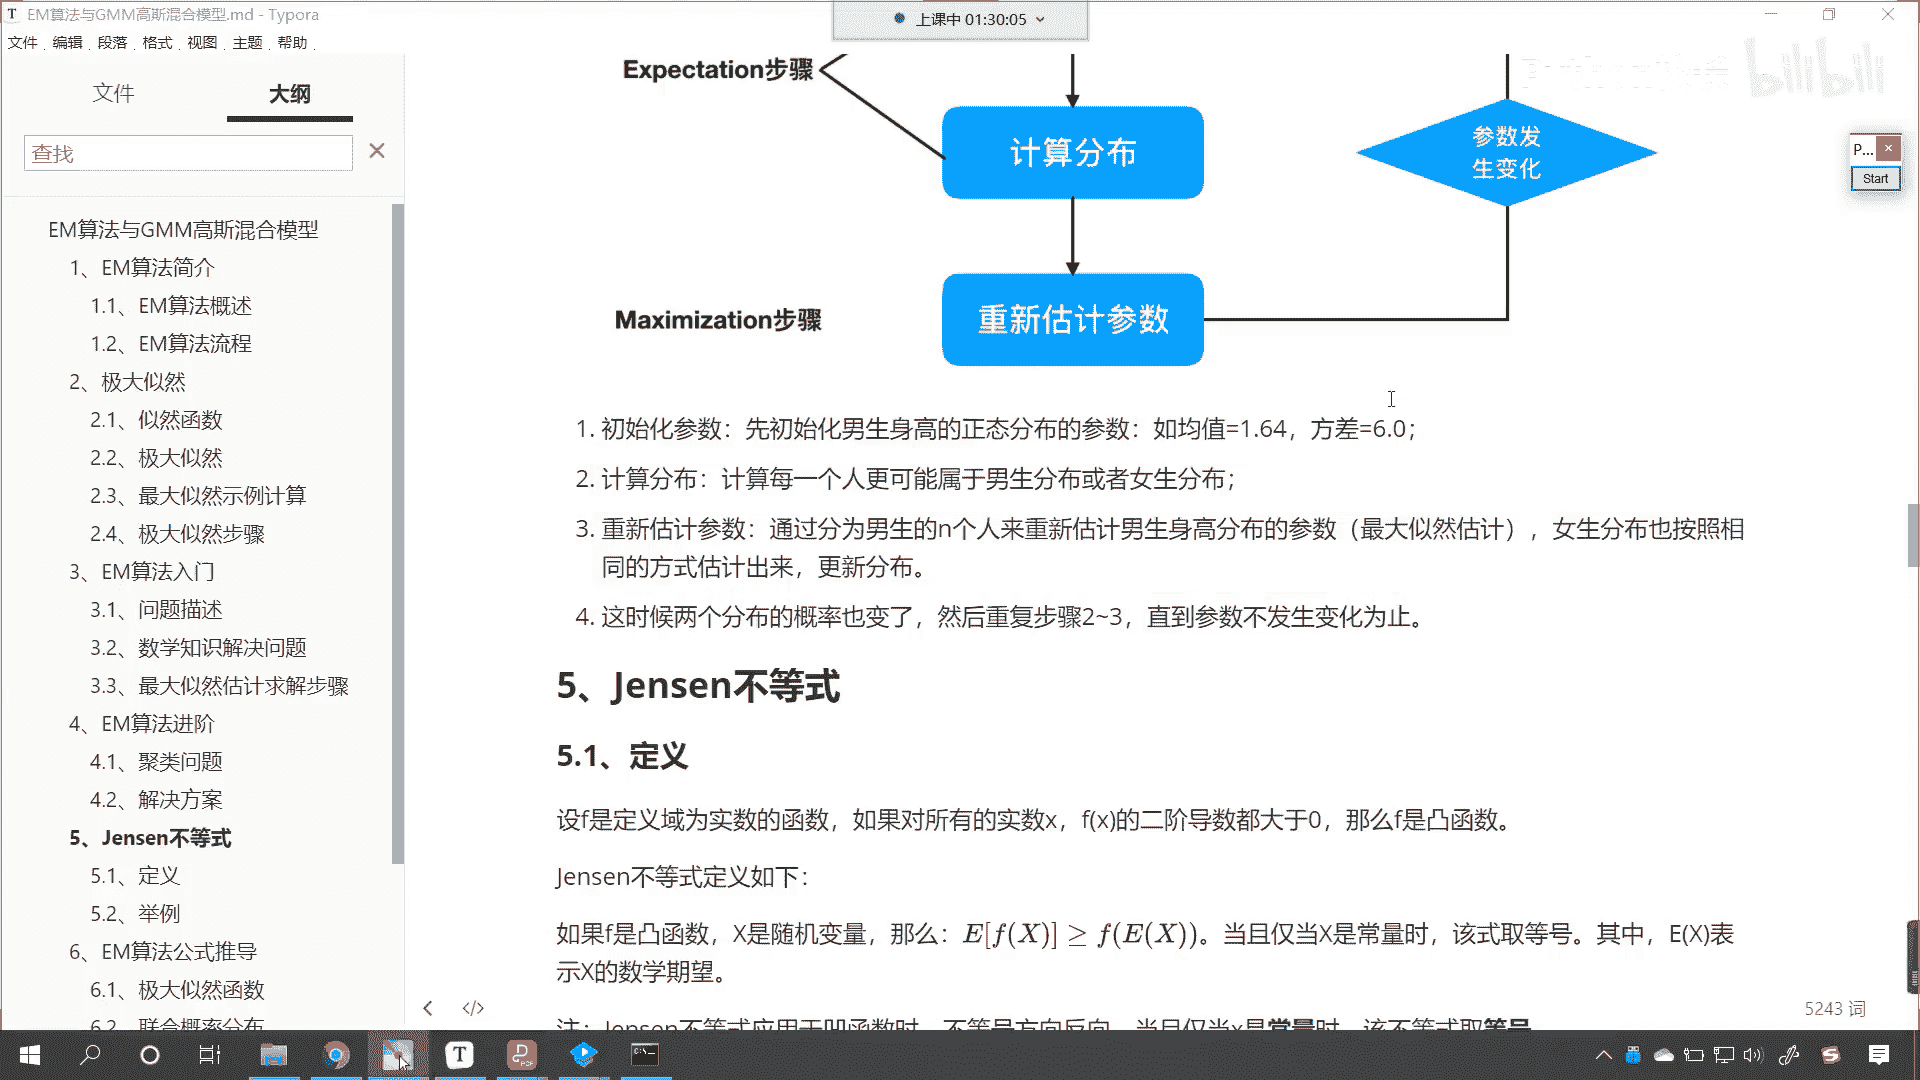 EM算法与GMM高斯混合模型.md - Typora
上课中 01:30:05
文件 编辑 段落 格式 视图 主题 帮助
文件
大纲
查找
EM算法与GMM高斯混合模型
1、EM算法简介
1.1、EM算法概述
1.2、EM算法流程
2、极大似然
2.1、似然函数
2.2、极大似然
2.3、最大似然示例计算
2.4、极大似然步骤
3、EM算法入门
3.1、问题描述
3.2、数学知识解决问题
3.3、最大似然估计求解步骤
4、EM算法进阶
4.1、聚类问题
4.2、解决方案
5、Jensen不等式
5.1、定义
5.2、举例
6、EM算法公式推导
6.1、极大似然函数
6.2、联合概率分布
Expectation步骤
计算分布
参数发
生变化
Maximization步骤
重新估计参数
bilibili
P...
Start
1. 初始化参数：先初始化男生身高的正态分布的参数：如均值=1.64，方差=6.0；
2. 计算分布：计算每一个人更可能属于男生分布或者女生分布；
3. 重新估计参数：通过分为男生的n个人来重新估计男生身高分布的参数（最大似然估计），女生分布也按照相
同的方式估计出来，更新分布。
4. 这时候两个分布的概率也变了，然后重复步骤2~3，直到参数不发生变化为止。
5、Jensen不等式
5.1、定义
设f是定义域为实数的函数，如果对所有的实数x，f(x)的二阶导数都大于0，那么f是凸函数。
Jensen不等式定义如下：
如果f是凸函数，X是随机变量，那么：E[f(X)] ≥ f(E(X))。当且仅当X是常量时，该式取等号。其中，E(X)表
示X的数学期望。
注：Jensen不等式应用于凹函数时，不等号方向反向。当且仅当x是常量时，该不等式取等号。
5243 词